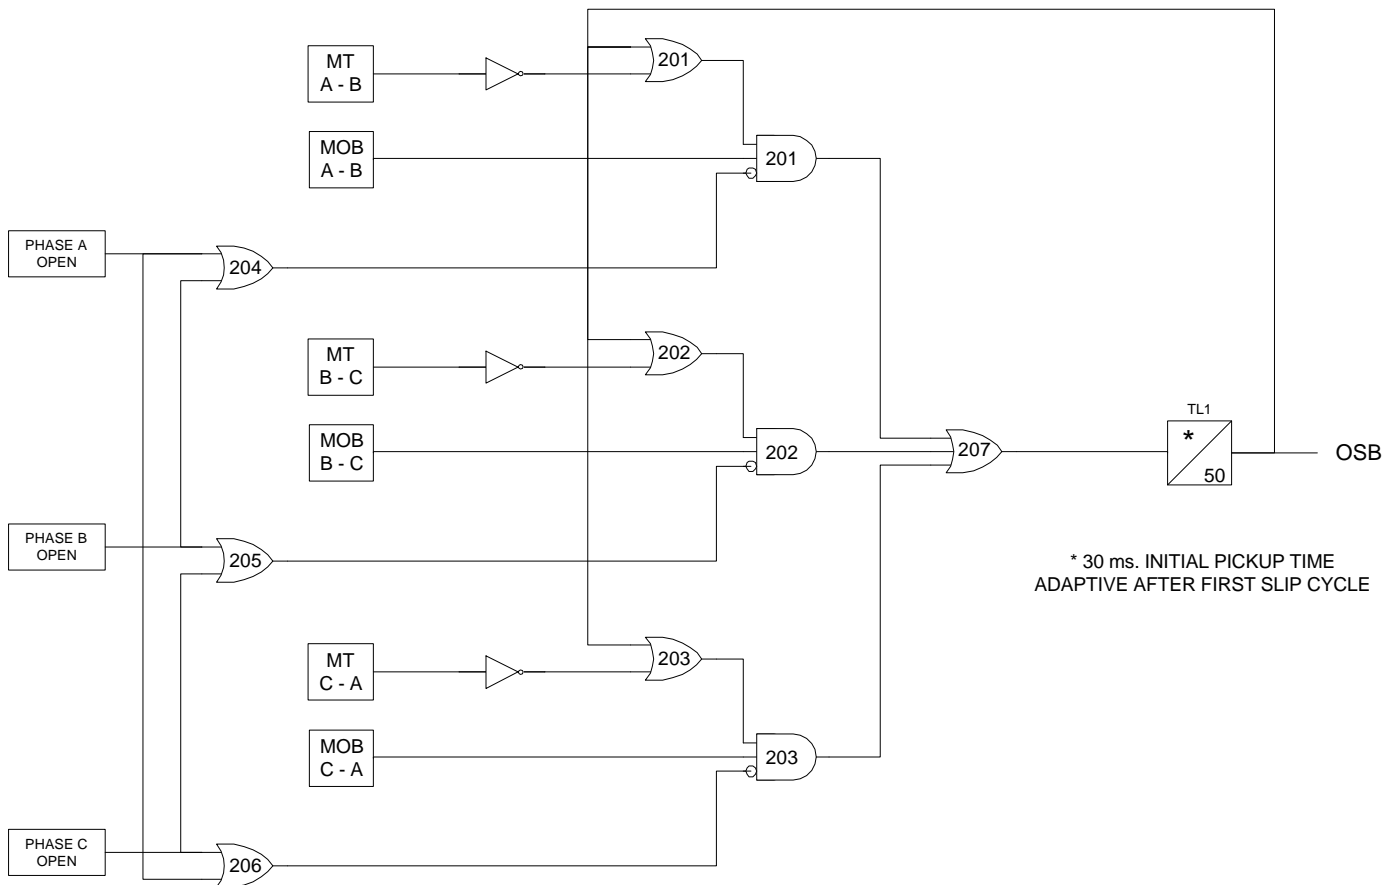 MT
A - B
201
MOB
A - B
201
PHASE A
OPEN
204
MT
B - C
202
MOB
B - C
202
207
TL1
*
50
OSB
PHASE B
OPEN
205
* 30 ms. INITIAL PICKUP TIME
ADAPTIVE AFTER FIRST SLIP CYCLE
MT
C - A
203
MOB
C - A
203
PHASE C
OPEN
206